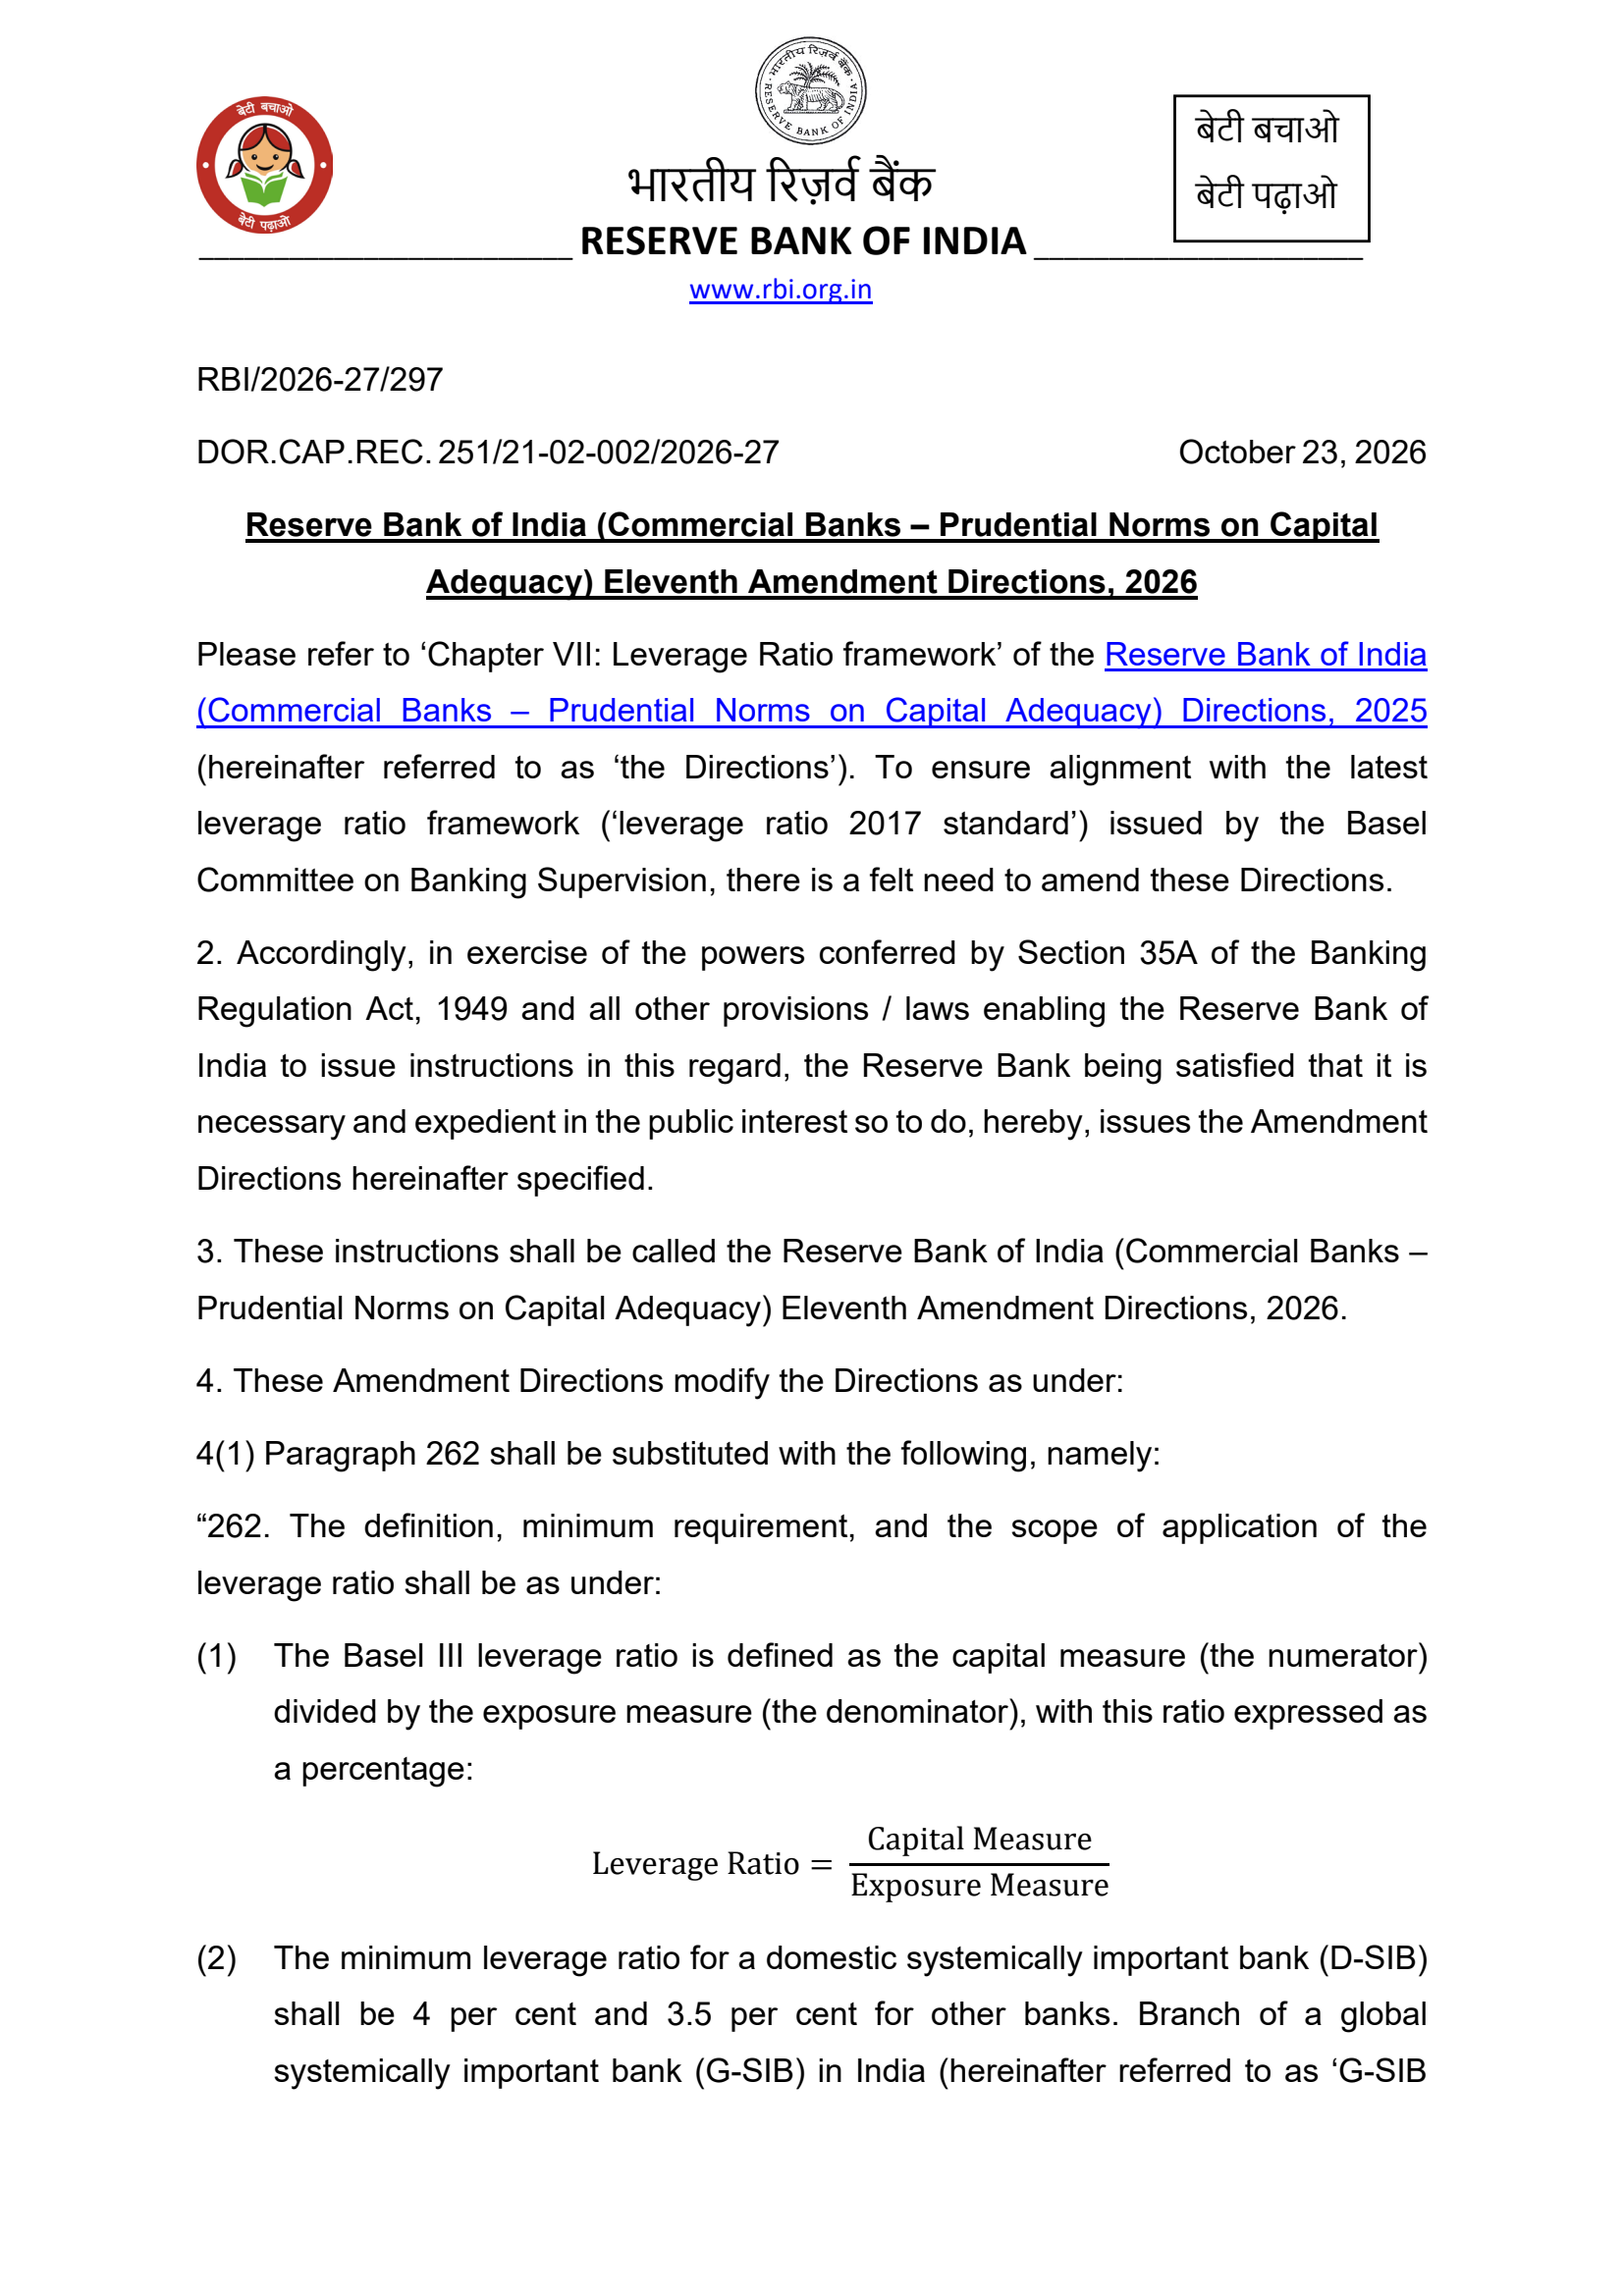 भारतीय रिज़र्व बैंक
RESERVE BANK OF INDIA
बेटी बचाओ
बेटी पढ़ाओ
बेटी बचाओ
बेटी पढ़ाओ
भारतीय रिज़र्व बैंक
RESERVE BANK OF INDIA
www.rbi.org.in
RBI/2026-27/297
DOR.CAP.REC. 251/21-02-002/2026-27 October 23, 2026
Reserve Bank of India (Commercial Banks – Prudential Norms on Capital
Adequacy) Eleventh Amendment Directions, 2026
Please refer to ‘Chapter VII: Leverage Ratio framework’ of the Reserve Bank of India
(Commercial Banks – Prudential Norms on Capital Adequacy) Directions, 2025
(hereinafter referred to as ‘the Directions’). To ensure alignment with the latest
leverage ratio framework (‘leverage ratio 2017 standard’) issued by the Basel
Committee on Banking Supervision, there is a felt need to amend these Directions.
2. Accordingly, in exercise of the powers conferred by Section 35A of the Banking
Regulation Act, 1949 and all other provisions / laws enabling the Reserve Bank of
India to issue instructions in this regard, the Reserve Bank being satisfied that it is
necessary and expedient in the public interest so to do, hereby, issues the Amendment
Directions hereinafter specified.
3. These instructions shall be called the Reserve Bank of India (Commercial Banks –
Prudential Norms on Capital Adequacy) Eleventh Amendment Directions, 2026.
4. These Amendment Directions modify the Directions as under:
4(1) Paragraph 262 shall be substituted with the following, namely:
“262. The definition, minimum requirement, and the scope of application of the
leverage ratio shall be as under:
(1) The Basel III leverage ratio is defined as the capital measure (the numerator)
divided by the exposure measure (the denominator), with this ratio expressed as
a percentage:
Leverage Ratio = Capital Measure
Exposure Measure
(2) The minimum leverage ratio for a domestic systemically important bank (D-SIB)
shall be 4 per cent and 3.5 per cent for other banks. Branch of a global
systemically important bank (G-SIB) in India (hereinafter referred to as ‘G-SIB